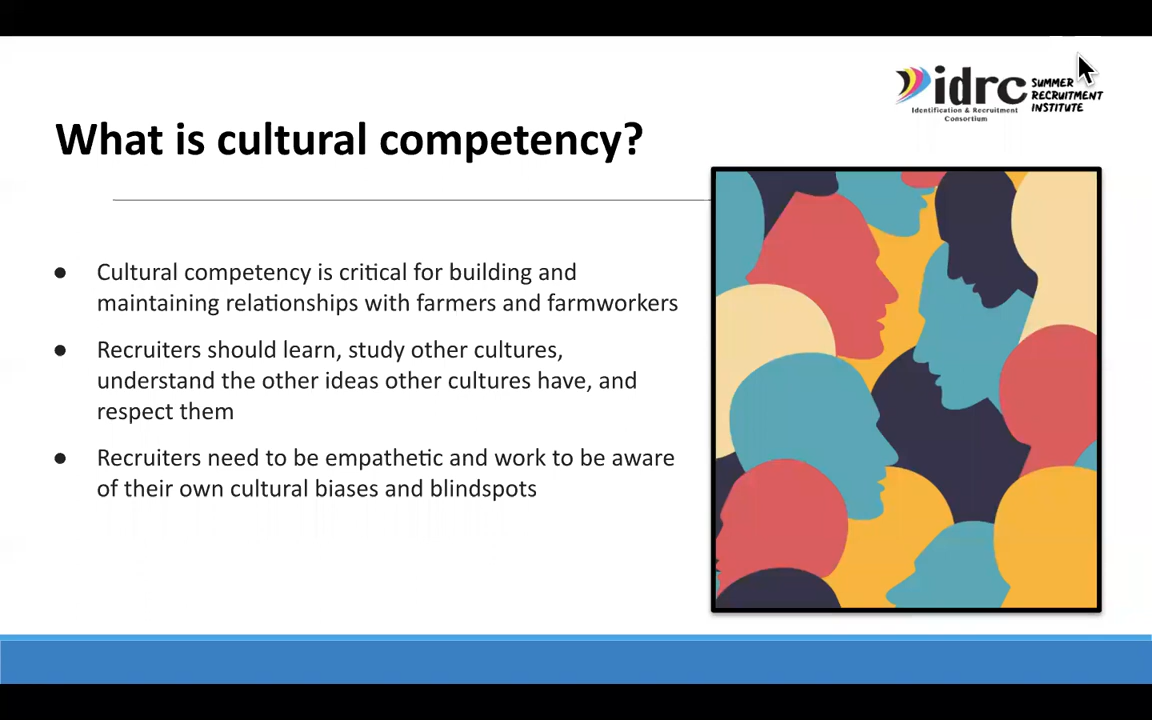 idrc
SUMMER
RECRUITMENT
INSTITUTE
Identification & Recruitment
Consortium
What is cultural competency?
● Cultural competency is critical for building and
maintaining relationships with farmers and farmworkers
● Recruiters should learn, study other cultures,
understand the other ideas other cultures have, and
respect them
● Recruiters need to be empathetic and work to be aware
of their own cultural biases and blindspots